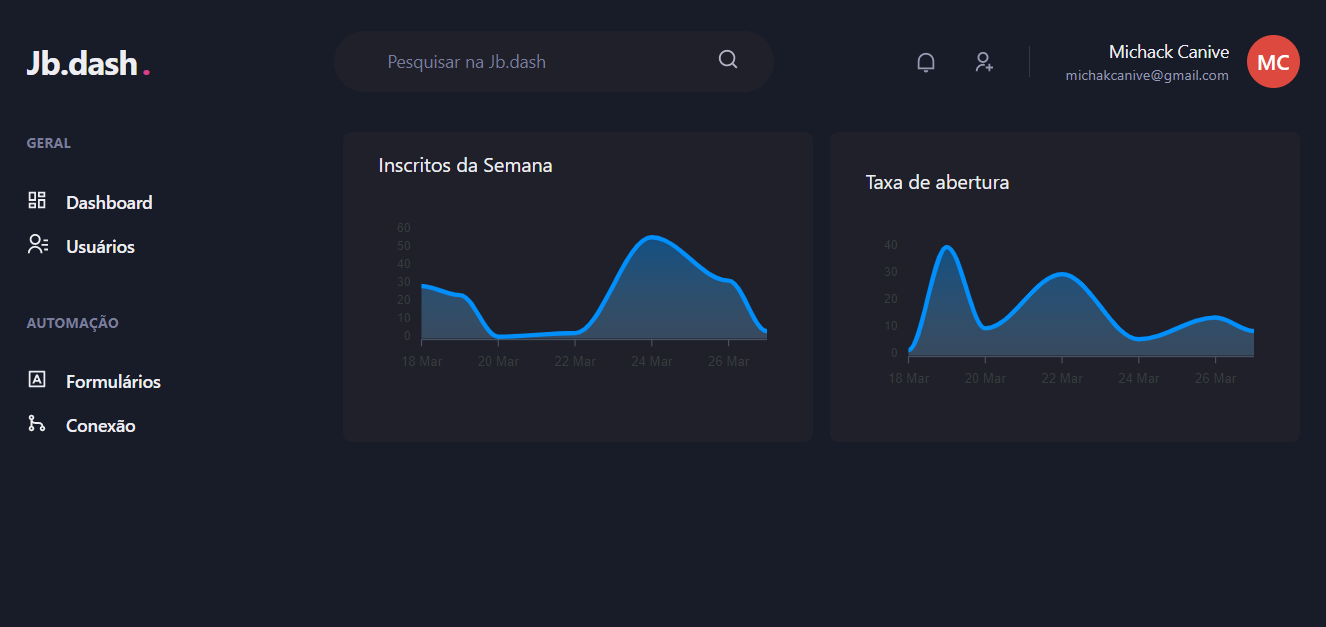 Jb.dash .
Pesquisar na Jb.dash
Michack Canive
michakcanive@gmail.com
MC
GERAL
Dashboard
Usuários
AUTOMAÇÃO
Formulários
Conexão
Inscritos da Semana
60
50
40
30
20
10
0
18 Mar 20 Mar 22 Mar 24 Mar 26 Mar
Taxa de abertura
40
30
20
10
0
18 Mar 20 Mar 22 Mar 24 Mar 26 Mar